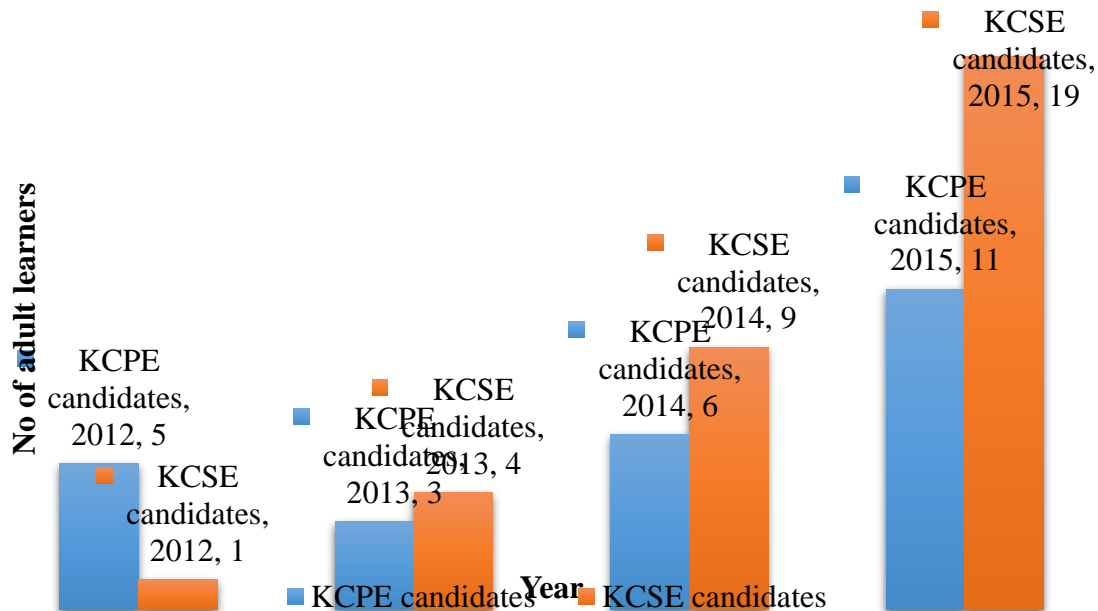 No of adult learners
KCPE
candidates,
2012, 5
KCSE
candidates,
2012, 1
KCPE
candidates,
2013, 3
KCSE
candidates,
2013, 4
KCPE
candidates,
2014, 6
KCSE
candidates,
2014, 9
KCPE
candidates,
2015, 11
KCSE
candidates,
2015, 19
Year
KCPE candidates
KCSE candidates